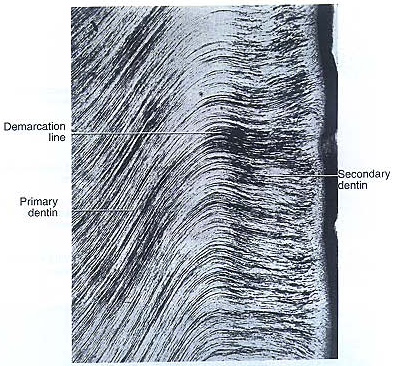 Demarcation
line
Secondary
dentin
Primary
dentin